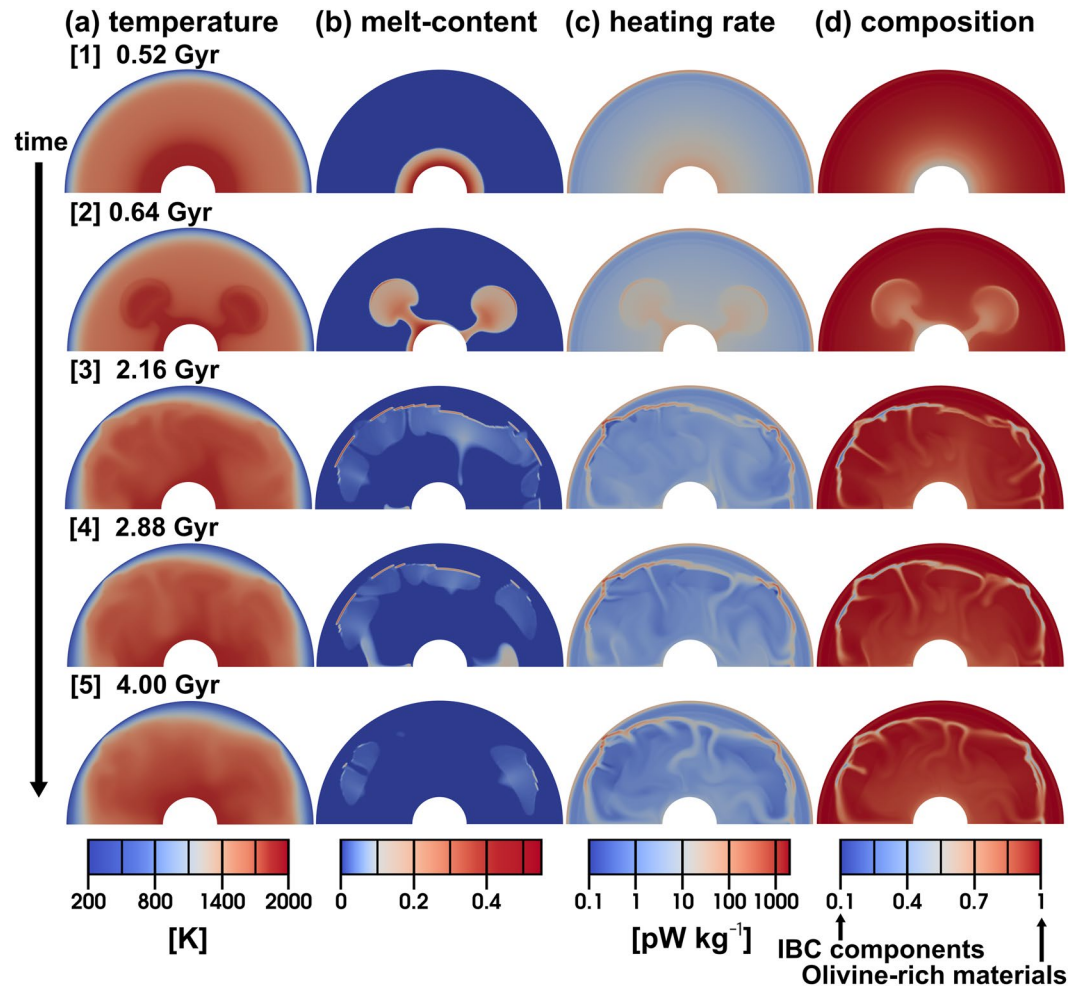 (a) temperature (b) melt-content (c) heating rate (d) composition
[1] 0.52 Gyr
time
[2] 0.64 Gyr
[3] 2.16 Gyr
[4] 2.88 Gyr
[5] 4.00 Gyr
200 800 1400 2000 0 0.2 0.4 0.1 1 10 100 1000 0.1 0.4 0.7 1
[K] [pW kg⁻¹]
IBC components
Olivine-rich materials